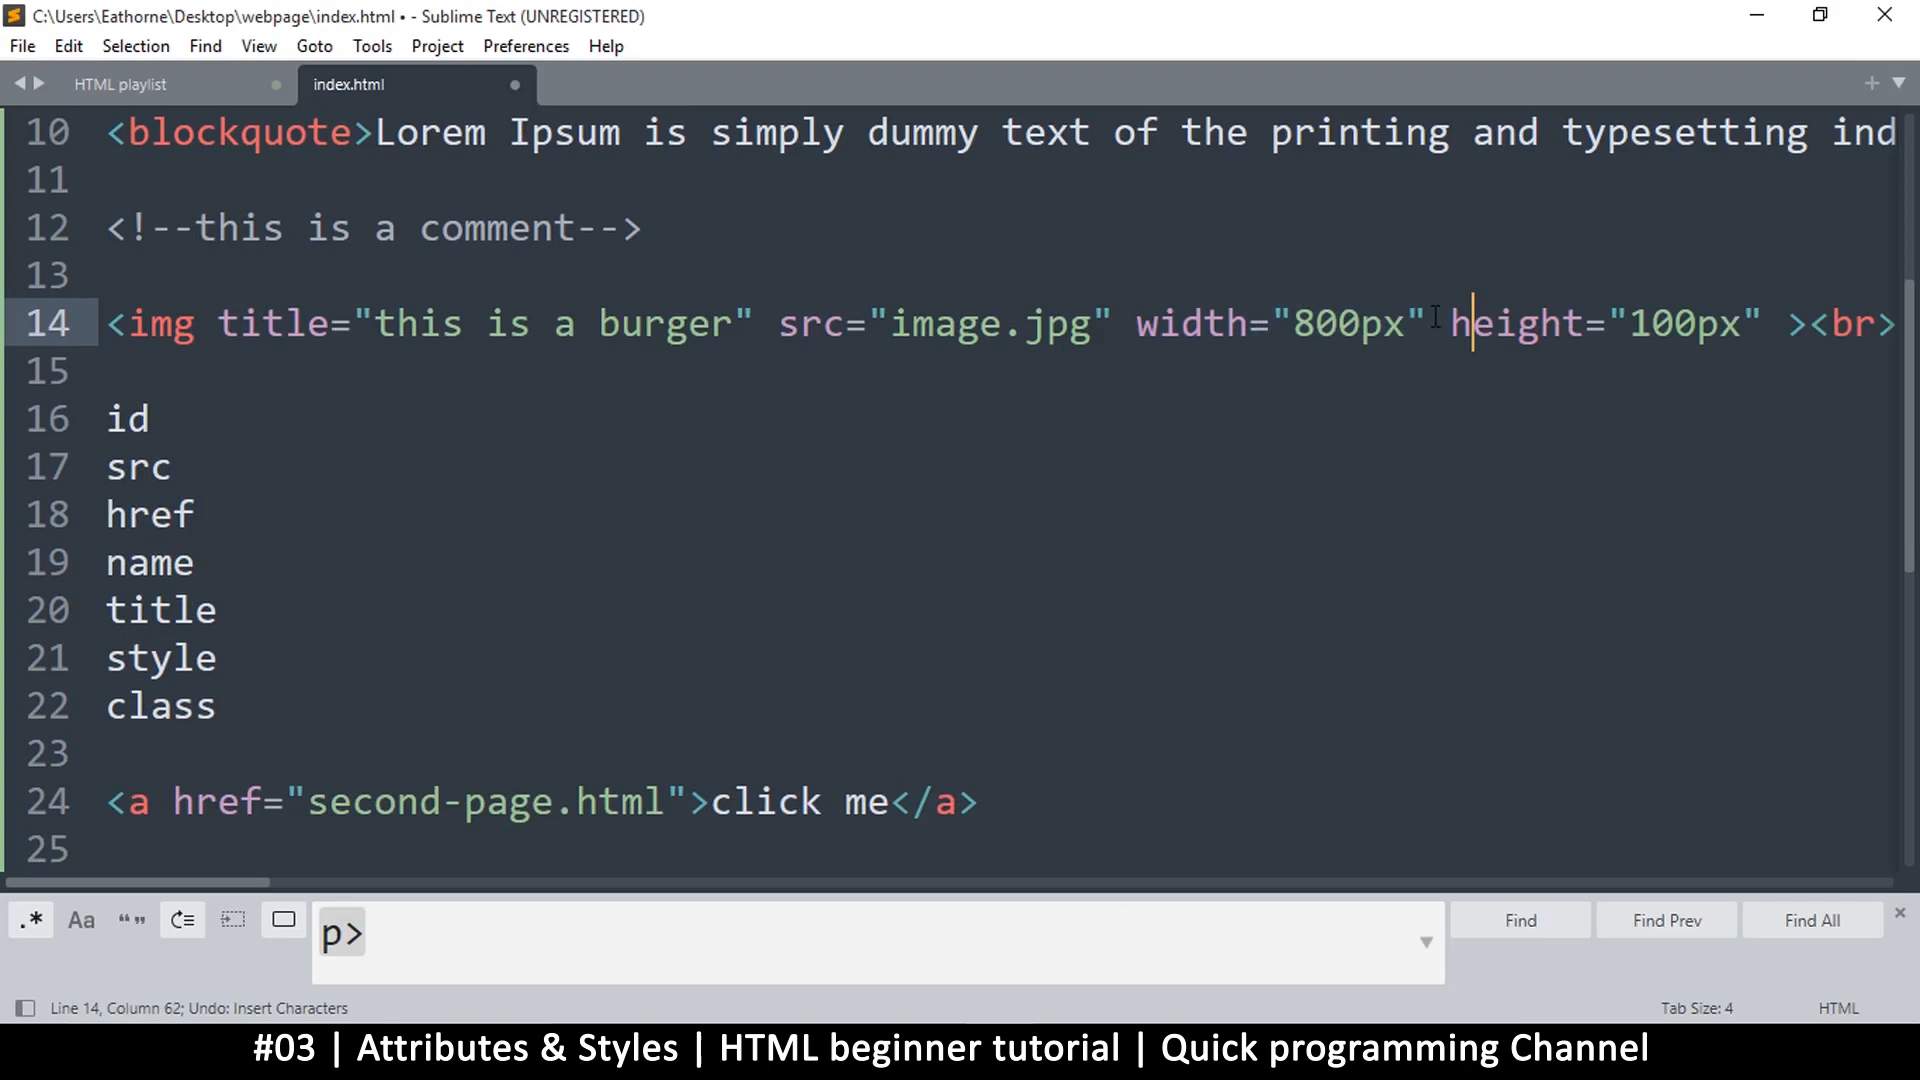 C:\Users\Eathorne\Desktop\webpage\index.html • - Sublime Text (UNREGISTERED)
File Edit Selection Find View Goto Tools Project Preferences Help
HTML playlist index.html
10 <blockquote>Lorem Ipsum is simply dummy text of the printing and typesetting ind
11
12 <!--this is a comment-->
13
14 <img title="this is a burger" src="image.jpg" width="800px" height="100px" ><br>
15
16 id
17 src
18 href
19 name
20 title
21 style
22 class
23
24 <a href="second-page.html">click me</a>
25
.* Aa “ ” p> Find Find Prev Find All
Line 14, Column 62; Undo: Insert Characters Tab Size: 4 HTML
#03 | Attributes & Styles | HTML beginner tutorial | Quick programming Channel